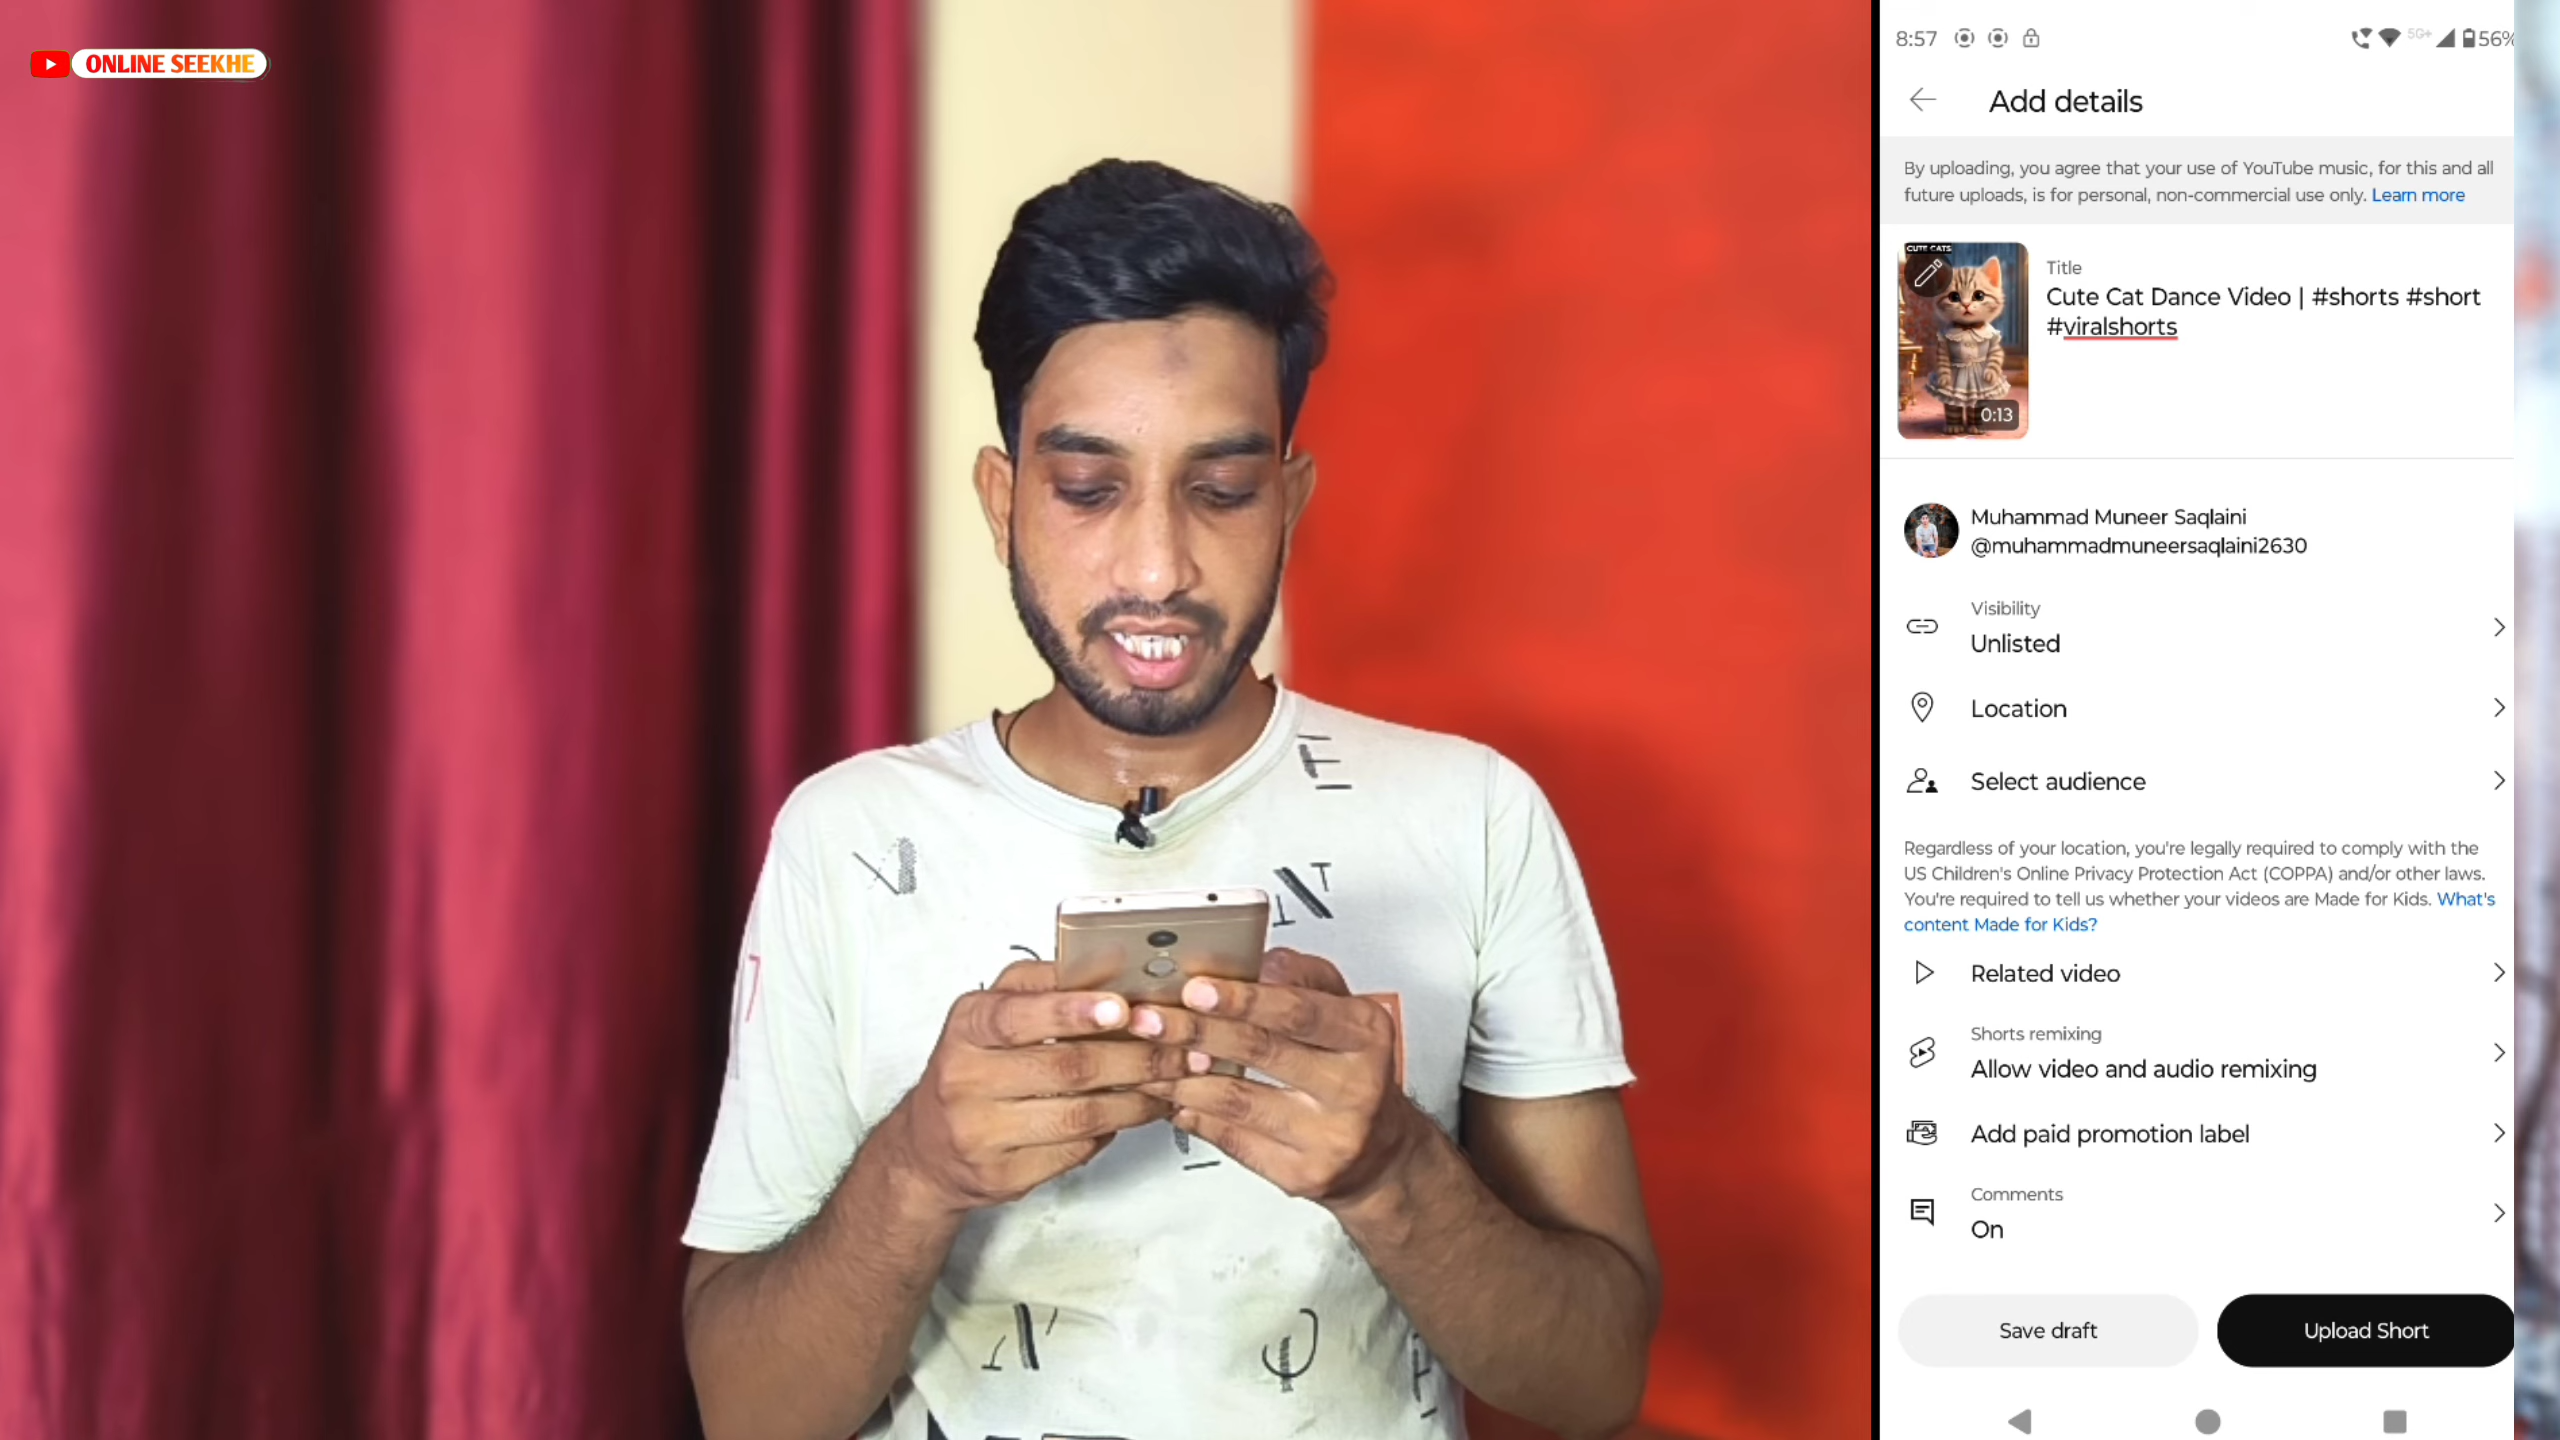 ONLINE SEEKHE
8:57
5G+
56%
Add details
By uploading, you agree that your use of YouTube music, for this and all
future uploads, is for personal, non-commercial use only. Learn more
CUTE CATS
0:13
Title
Cute Cat Dance Video | #shorts #short
#viralshorts
Muhammad Muneer Saqlaini
@muhammadmuneersaqlaini2630
Visibility
Unlisted
Location
Select audience
Regardless of your location, you're legally required to comply with the
US Children's Online Privacy Protection Act (COPPA) and/or other laws.
You're required to tell us whether your videos are Made for Kids. What's
content Made for Kids?
Related video
Shorts remixing
Allow video and audio remixing
Add paid promotion label
Comments
On
Save draft
Upload Short